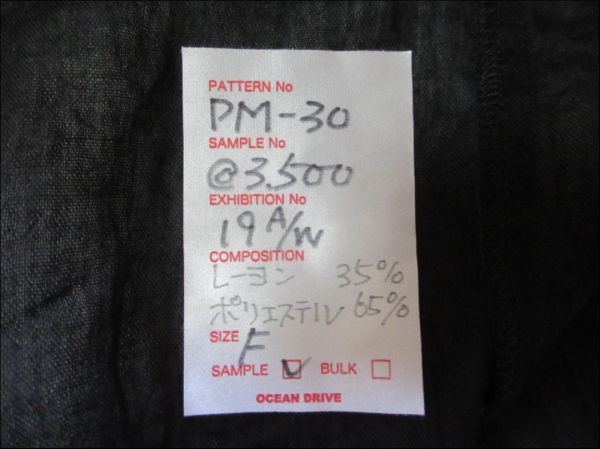 PATTERN No
PM-30
SAMPLE No
@3,500
EXHIBITION No
19 A/W
COMPOSITION
レーヨン 35%
ポリエステル 65%
SIZE
F
SAMPLE ☑ BULK ☐
OCEAN DRIVE